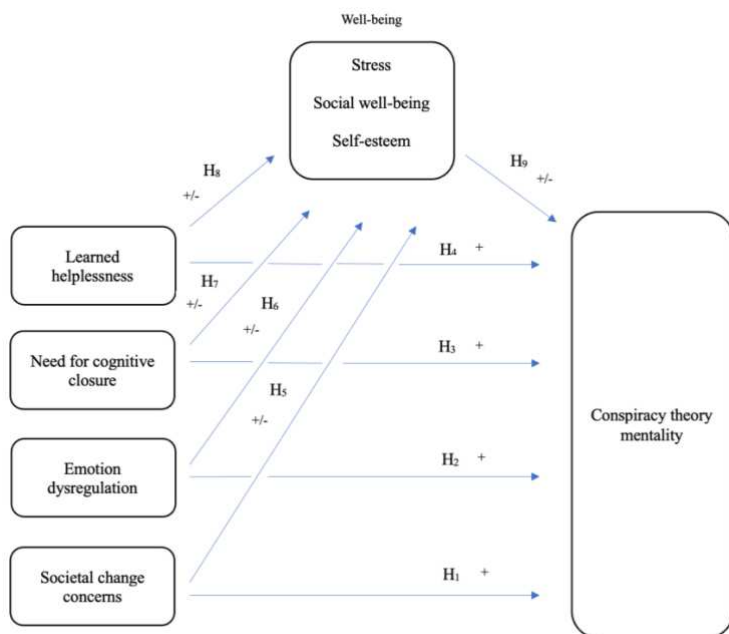 Well-being
Stress
Social well-being
Self-esteem
H₈
+/-
H₉
+/-
Learned
helplessness
H₄ +
H₇
+/-
H₆
+/-
Need for cognitive
closure
H₃ +
H₅
+/-
Conspiracy theory
mentality
Emotion
dysregulation
H₂ +
Societal change
concerns
H₁ +